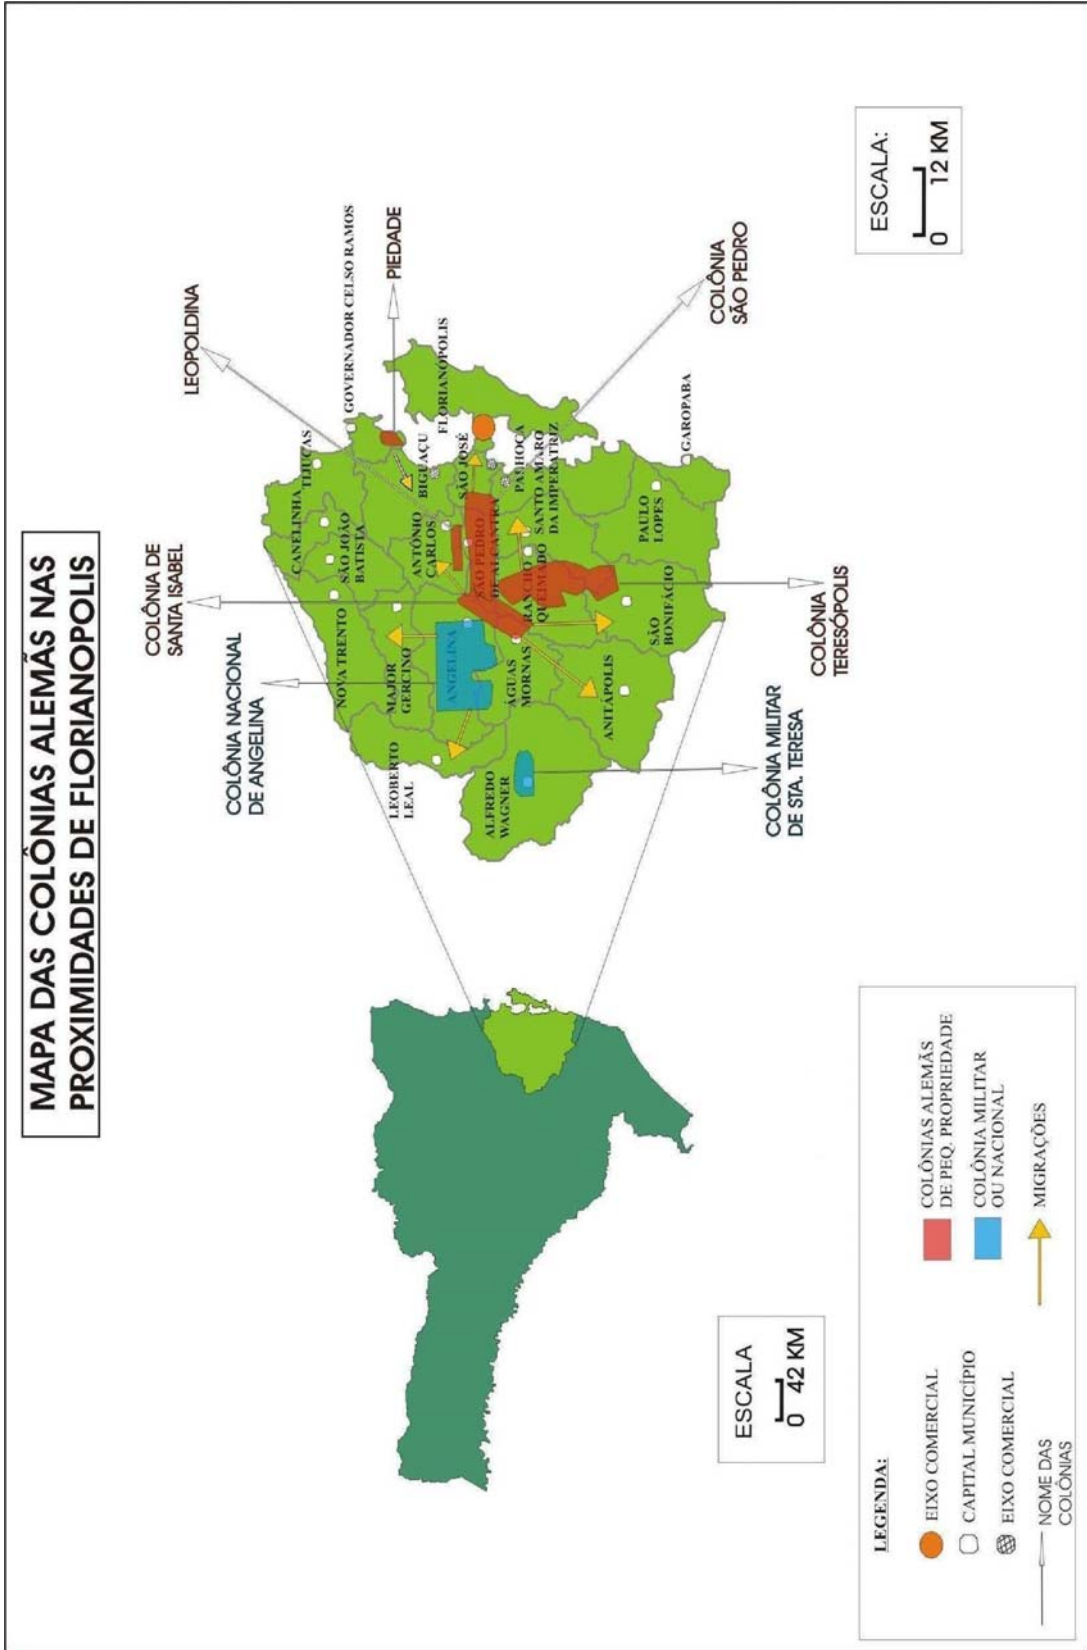 MAPA DAS COLÔNIAS ALEMÃS NAS
PROXIMIDADES DE FLORIANOPOLIS
LEOPOLDINA
COLÔNIA DE
SANTA ISABEL
COLÔNIA NACIONAL
DE ANGELINA
GOVERNADOR CELSO RAMOS
PIEDADE
TIJUCAS
CANELINHA
SÃO JOÃO
BATISTA
NOVA TRENTO
MAJOR
GERCINO
LEOBERTO
LEAL
BIGUAÇU
FLORIANÓPOLIS
ANTÔNIO
CARLOS
SÃO JOSÉ
ANGELINA
SÃO PEDRO
DE ALCANTRA
PALHOÇA
SANTO AMARO
DA IMPERATRIZ
RANCHO
QUEIMADO
ÁGUAS
MORNAS
ALFREDO
WAGNER
ANITÁPOLIS
SÃO
BONIFÁCIO
PAULO
LOPES
GAROPABA
COLÔNIA
SÃO PEDRO
COLÔNIA
TERESÓPOLIS
COLÔNIA MILITAR
DE STA. TERESA
ESCALA:
0 12 KM
ESCALA
0 42 KM
LEGENDA:
EIXO COMERCIAL
CAPITAL MUNICÍPIO
EIXO COMERCIAL
NOME DAS
COLÔNIAS
COLÔNIAS ALEMÃS
DE PEQ. PROPRIEDADE
COLÔNIA MILITAR
OU NACIONAL
MIGRAÇÕES